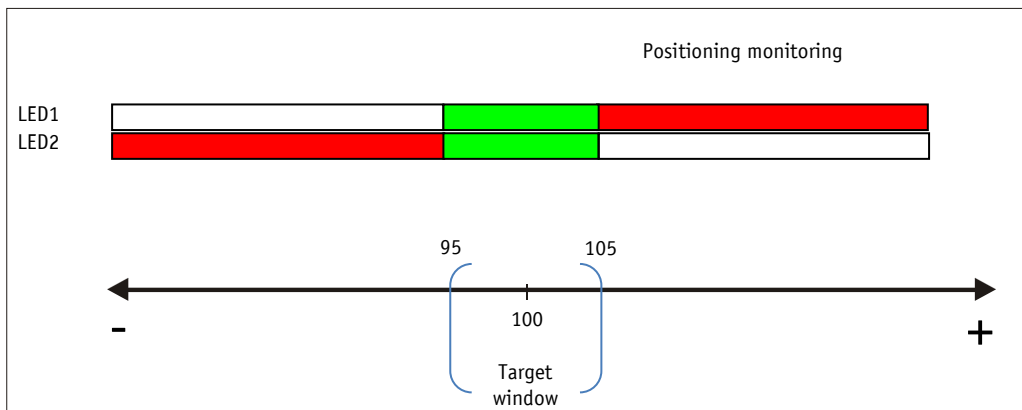 Positioning monitoring
LED1
LED2
95 105
100
- +
Target
window